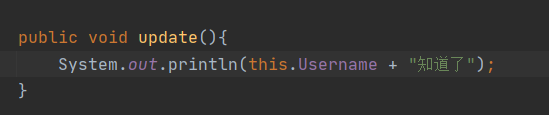 public void update(){
System.out.println(this.Username + "知道了");
}